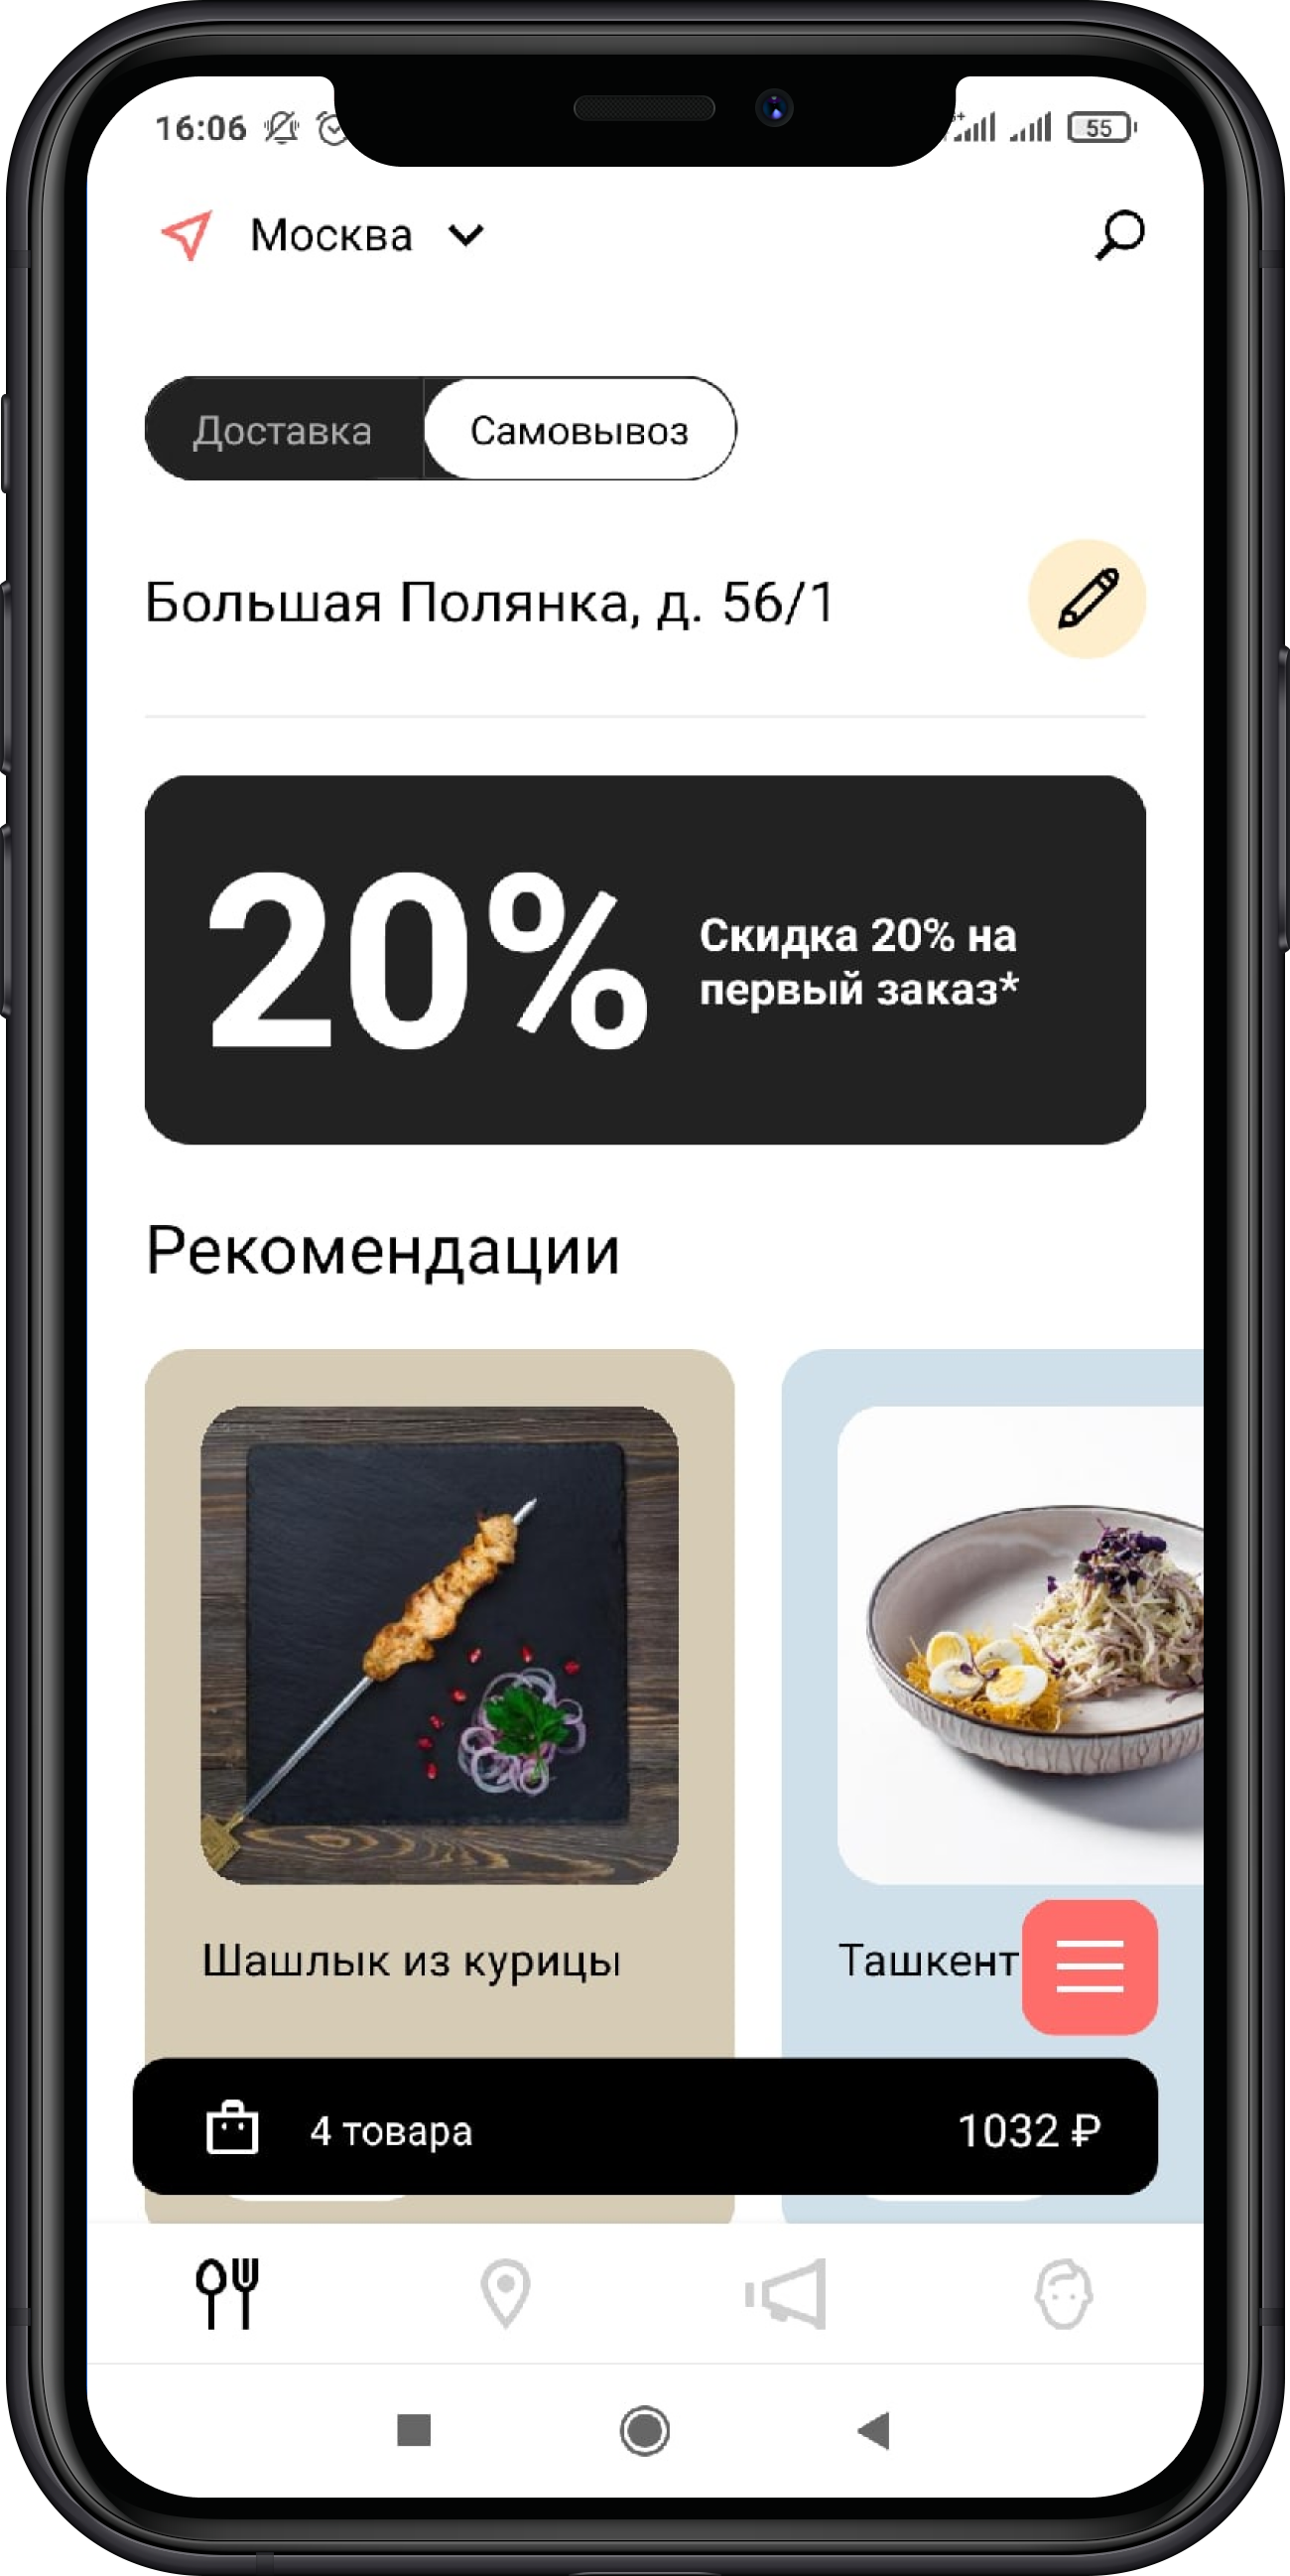 16:06
55
Москва
Доставка
Самовывоз
Большая Полянка, д. 56/1
20%
Скидка 20% на
первый заказ*
Рекомендации
Шашлык из курицы
Ташкент
4 товара
1032 ₽